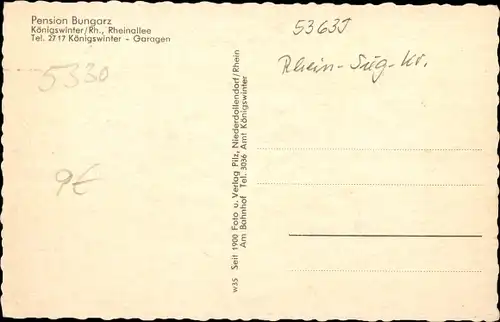 Pension Bungarz
Königswinter/Rh., Rheinallee
Tel. 2717 Königswinter - Garagen
5330
9€
w35 Seit 1900 Foto u. Verlag Pilz, Niederdollendorf/Rhein
Am Bahnhof Tel. 3036 Amt Königswinter
Rhein-Sieg-Kr.